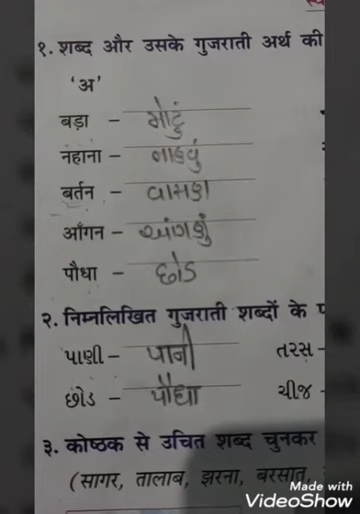 १. शब्द और उसके गुजराती अर्थ की
'अ'
बड़ा – મોટું
नहाना – નાહવું
बर्तन – વાસણ
आँगन – આંગણું
पौधा – છોડ
२. निम्नलिखित गुजराती शब्दों के
પાણી – पानी
તરસ –
છોડ – पौधा
ચીજ -
३. कोष्ठक से उचित शब्द चुनकर
(सागर, तालाब, झरना, बरसात,
Made with
VideoShow